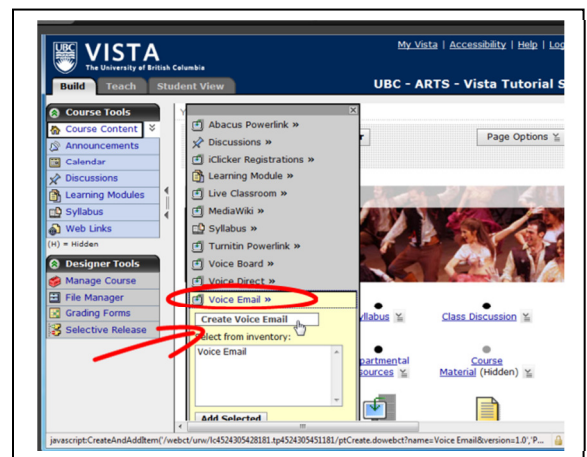 UBC
VISTA
The University of British Columbia
My Vista | Accessibility | Help | Log
Build Teach Student View
UBC - ARTS - Vista Tutorial S
Course Tools
Course Content
Announcements
Calendar
Discussions
Learning Modules
Syllabus
Web Links
(H) = Hidden
Designer Tools
Manage Course
File Manager
Grading Forms
Selective Release
Y
Abacus Powerlink »
Discussions »
iClicker Registrations »
Learning Module »
Live Classroom »
MediaWiki »
Syllabus »
Turnitin Powerlink »
Voice Board »
Voice Direct »
Voice Email »
Create Voice Email
Select from inventory:
Voice Email
Add Selected
r
Page Options
yllabus
Class Discussion
partmental
sources
Course
Material (Hidden)
javascript:CreateAndAddItem('/webct/urw/lc4524305428181.tp4524305451181/ptCreate.dowebct?name=Voice Email&version=1.0','P...